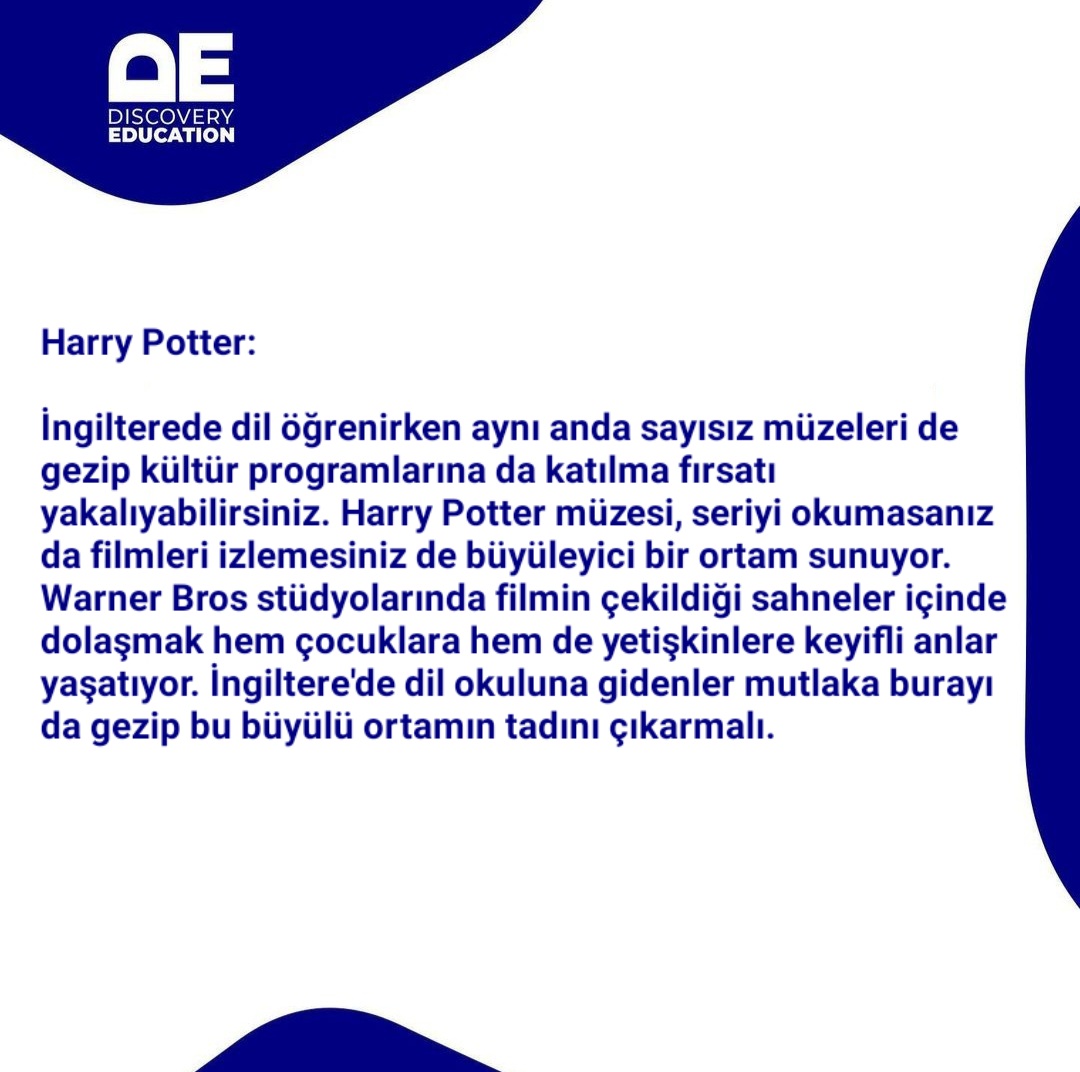 DE
DISCOVERY
EDUCATION
Harry Potter:
İngilterede dil öğrenirken aynı anda sayısız müzeleri de
gezip kültür programlarına da katılma fırsatı
yakalıyabilirsiniz. Harry Potter müzesi, seriyi okumasanız
da filmleri izlemesiniz de büyüleyici bir ortam sunuyor.
Warner Bros stüdyolarında filmin çekildiği sahneler içinde
dolaşmak hem çocuklara hem de yetişkinlere keyifli anlar
yaşatıyor. İngiltere'de dil okuluna gidenler mutlaka burayı
da gezip bu büyülü ortamın tadını çıkarmalı.